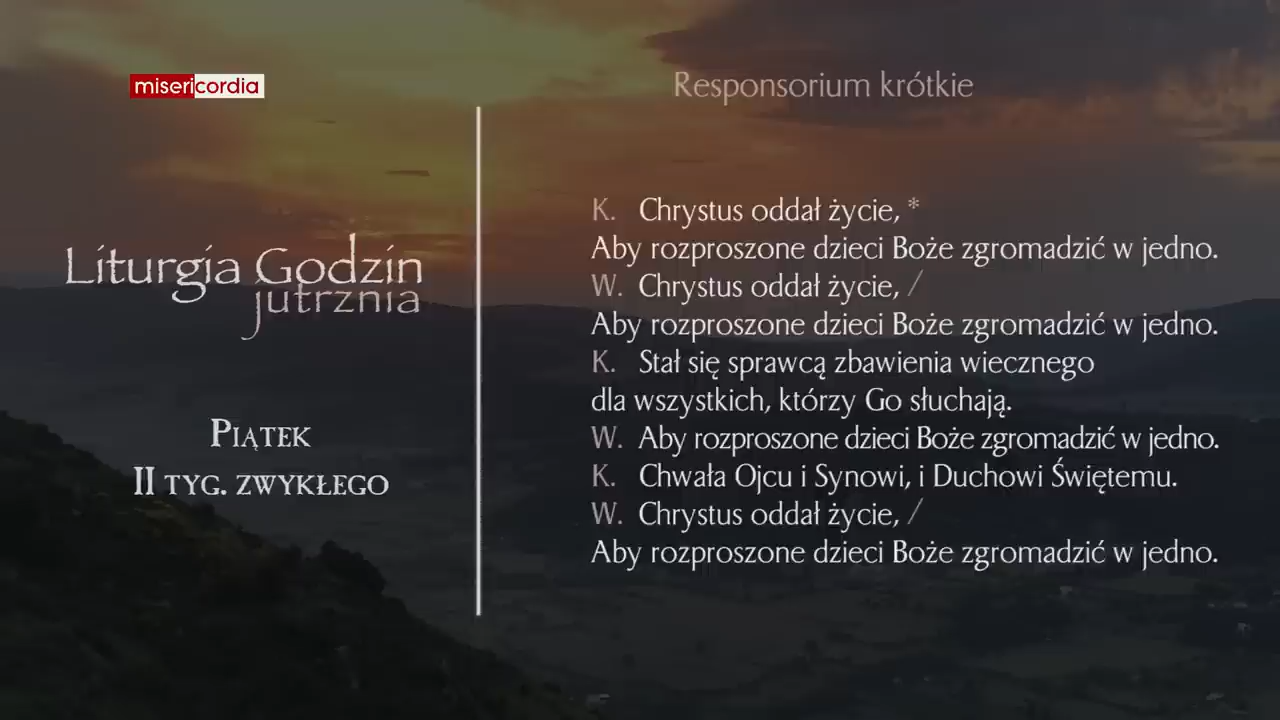 misericordia
Liturgia Godzin
jutrznia
Piątek
II tyg. zwykłego
Responsorium krótkie
K. Chrystus oddał życie, *
Aby rozproszone dzieci Boże zgromadzić w jedno.
W. Chrystus oddał życie, /
Aby rozproszone dzieci Boże zgromadzić w jedno.
K. Stał się sprawcą zbawienia wiecznego
dla wszystkich, którzy Go słuchają.
W. Aby rozproszone dzieci Boże zgromadzić w jedno.
K. Chwała Ojcu i Synowi, i Duchowi Świętemu.
W. Chrystus oddał życie, /
Aby rozproszone dzieci Boże zgromadzić w jedno.